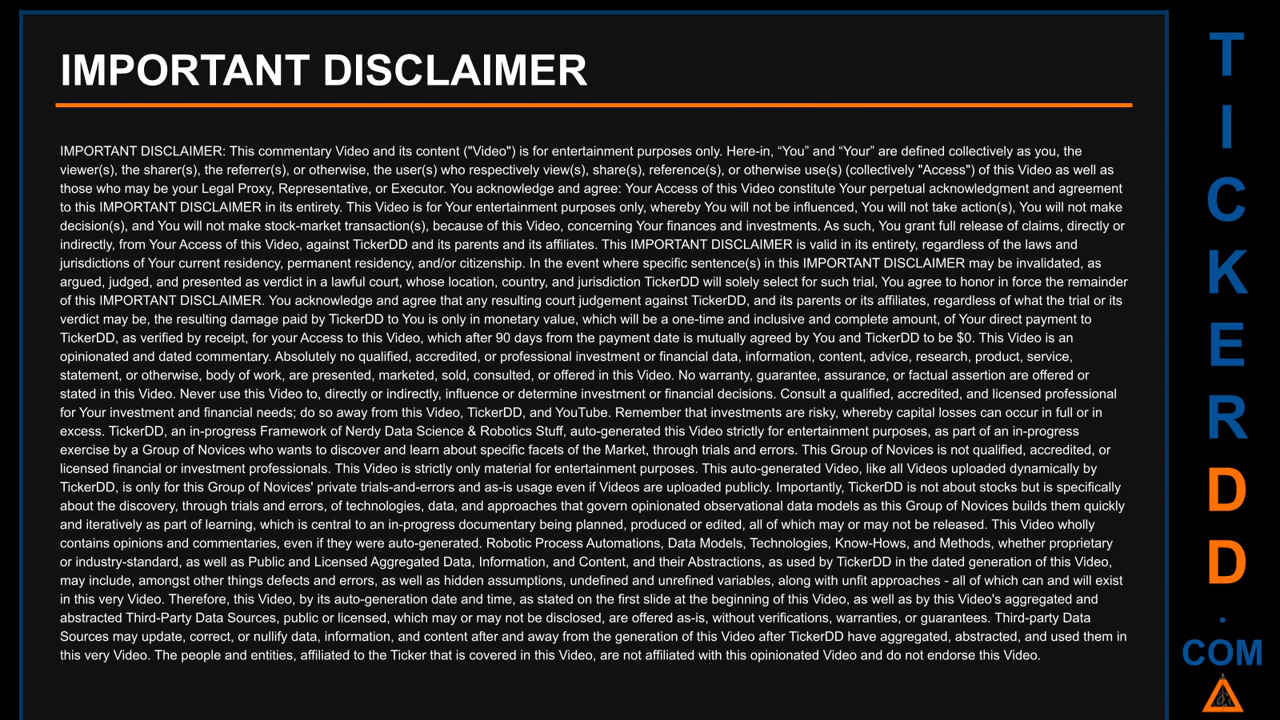 IMPORTANT DISCLAIMER
IMPORTANT DISCLAIMER: This commentary Video and its content ("Video") is for entertainment purposes only. Here-in, “You” and “Your” are defined collectively as you, the
viewer(s), the sharer(s), the referrer(s), or otherwise, the user(s) who respectively view(s), share(s), reference(s), or otherwise use(s) (collectively "Access") of this Video as well as
those who may be your Legal Proxy, Representative, or Executor. You acknowledge and agree: Your Access of this Video constitute Your perpetual acknowledgment and agreement
to this IMPORTANT DISCLAIMER in its entirety. This Video is for Your entertainment purposes only, whereby You will not be influenced, You will not take action(s), You will not make
decision(s), and You will not make stock-market transaction(s), because of this Video, concerning Your finances and investments. As such, You grant full release of claims, directly or
indirectly, from Your Access of this Video, against TickerDD and its parents and its affiliates. This IMPORTANT DISCLAIMER is valid in its entirety, regardless of the laws and
jurisdictions of Your current residency, permanent residency, and/or citizenship. In the event where specific sentence(s) in this IMPORTANT DISCLAIMER may be invalidated, as
argued, judged, and presented as verdict in a lawful court, whose location, country, and jurisdiction TickerDD will solely select for such trial, You agree to honor in force the remainder
of this IMPORTANT DISCLAIMER. You acknowledge and agree that any resulting court judgement against TickerDD, and its parents or its affiliates, regardless of what the trial or its
verdict may be, the resulting damage paid by TickerDD to You is only in monetary value, which will be a one-time and inclusive and complete amount, of Your direct payment to
TickerDD, as verified by receipt, for your Access to this Video, which after 90 days from the payment date is mutually agreed by You and TickerDD to be $0. This Video is an
opinionated and dated commentary. Absolutely no qualified, accredited, or professional investment or financial data, information, content, advice, research, product, service,
statement, or otherwise, body of work, are presented, marketed, sold, consulted, or offered in this Video. No warranty, guarantee, assurance, or factual assertion are offered or
stated in this Video. Never use this Video to, directly or indirectly, influence or determine investment or financial decisions. Consult a qualified, accredited, and licensed professional
for Your investment and financial needs; do so away from this Video, TickerDD, and YouTube. Remember that investments are risky, whereby capital losses can occur in full or in
excess. TickerDD, an in-progress Framework of Nerdy Data Science & Robotics Stuff, auto-generated this Video strictly for entertainment purposes, as part of an in-progress
exercise by a Group of Novices who wants to discover and learn about specific facets of the Market, through trials and errors. This Group of Novices is not qualified, accredited, or
licensed financial or investment professionals. This Video is strictly only material for entertainment purposes. This auto-generated Video, like all Videos uploaded dynamically by
TickerDD, is only for this Group of Novices' private trials-and-errors and as-is usage even if Videos are uploaded publicly. Importantly, TickerDD is not about stocks but is specifically
about the discovery, through trials and errors, of technologies, data, and approaches that govern opinionated observational data models as this Group of Novices builds them quickly
and iteratively as part of learning, which is central to an in-progress documentary being planned, produced or edited, all of which may or may not be released. This Video wholly
contains opinions and commentaries, even if they were auto-generated. Robotic Process Automations, Data Models, Technologies, Know-Hows, and Methods, whether proprietary
or industry-standard, as well as Public and Licensed Aggregated Data, Information, and Content, and their Abstractions, as used by TickerDD in the dated generation of this Video,
may include, amongst other things defects and errors, as well as hidden assumptions, undefined and unrefined variables, along with unfit approaches - all of which can and will exist
in this very Video. Therefore, this Video, by its auto-generation date and time, as stated on the first slide at the beginning of this Video, as well as by this Video's aggregated and
abstracted Third-Party Data Sources, public or licensed, which may or may not be disclosed, are offered as-is, without verifications, warranties, or guarantees. Third-party Data
Sources may update, correct, or nullify data, information, and content after and away from the generation of this Video after TickerDD have aggregated, abstracted, and used them in
this very Video. The people and entities, affiliated to the Ticker that is covered in this Video, are not affiliated with this opinionated Video and do not endorse this Video.
T
I
C
K
E
R
D
D
.
COM